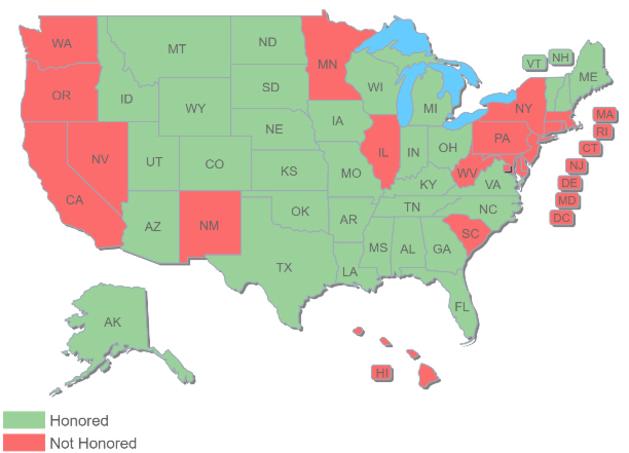 WA
MT
ND
MN
VT
NH
ME
OR
ID
SD
WI
NY
MA
WY
MI
RI
IA
PA
CT
NE
NV
UT
CO
IL
IN
OH
NJ
KS
MO
WV
VA
DE
KY
MD
CA
AZ
NM
OK
AR
TN
NC
DC
SC
TX
MS
AL
GA
LA
FL
AK
HI
Honored
Not Honored